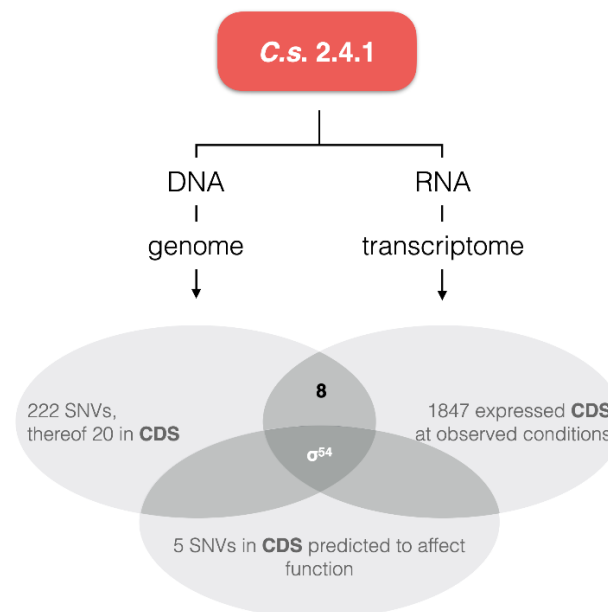 C.s. 2.4.1
DNA
RNA
genome
transcriptome
8
222 SNVs,
thereof 20 in CDS
1847 expressed CDS
at observed conditions
σ⁵⁴
5 SNVs in CDS predicted to affect
function